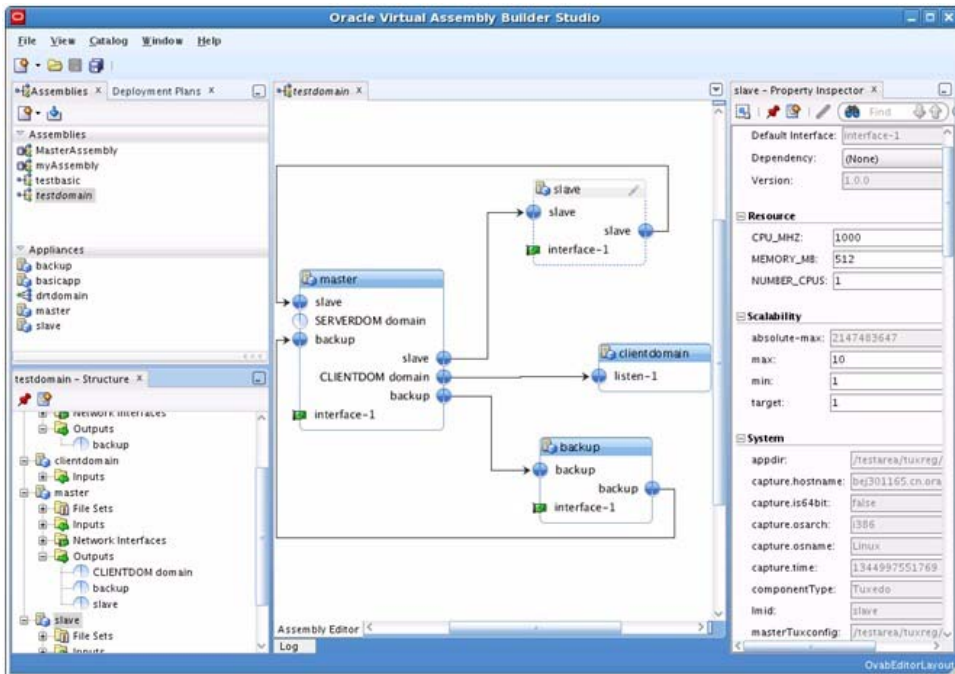 Oracle Virtual Assembly Builder Studio
File View Catalog Window Help
Assemblies X Deployment Plans X
Assemblies
MasterAssembly
myAssembly
testbasic
testdomain
Appliances
backup
basicapp
drtdomain
master
slave
testdomain - Structure X
Network Interfaces
Outputs
backup
clientdomain
Inputs
master
File Sets
Inputs
Network Interfaces
Outputs
CLIENTDOM domain
backup
slave
slave
File Sets
Inputs
testdomain X
slave
slave
slave
interface-1
master
slave
SERVERDOM domain
backup
slave
CLIENTDOM domain
backup
interface-1
clientdomain
listen-1
backup
backup
backup
interface-1
Assembly Editor
Log
slave - Property Inspector X
Find
Default Interface: interface-1
Dependency: (None)
Version: 1.0.0
Resource
CPU_MHZ: 1000
MEMORY_MB: 512
NUMBER_CPUS: 1
Scalability
absolute-max: 2147483647
max: 10
min: 1
target: 1
System
appdir: /testarea/tuxreg/
capture.hostname: bej301165.cn.ora
capture.is64bit: false
capture.osarch: i386
capture.osname: Linux
capture.time: 1344997551769
componentType: Tuxedo
lmid: slave
masterTuxconfig: /testarea/tuxreg/
OvabEditorLayout